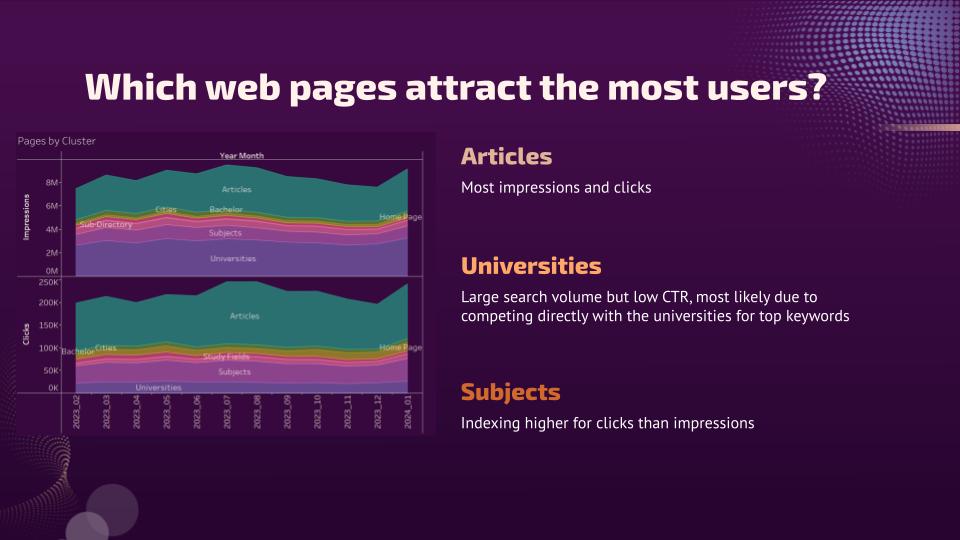 Which web pages attract the most users?
Pages by Cluster
Year Month
Impressions
8M
6M
4M
2M
0M
Articles
Cities
Bachelor
Home Page
Sub-Directory
Subjects
Universities
Clicks
250K
150K
100K
50K
0K
Articles
Bachelor
Cities
Home Page
Study Fields
Subjects
Universities
2023_02
2023_03
2023_04
2023_05
2023_06
2023_07
2023_08
2023_09
2023_10
2023_11
2023_12
2024_01
Articles
Most impressions and clicks
Universities
Large search volume but low CTR, most likely due to
competing directly with the universities for top keywords
Subjects
Indexing higher for clicks than impressions